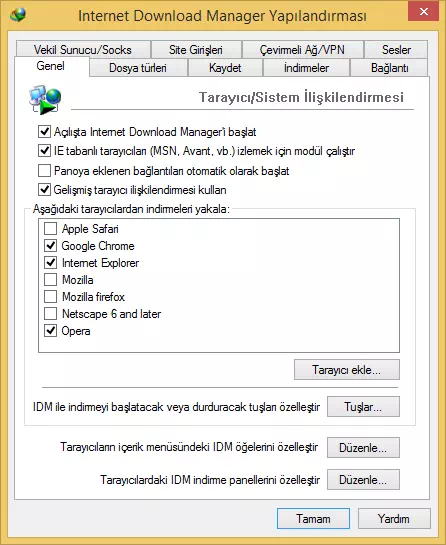 Internet Download Manager Yapılandırması
Vekil Sunucu/Socks Site Girişleri Çevirmeli Ağ/VPN Sesler
Genel Dosya türleri Kaydet İndirmeler Bağlantı
Tarayıcı/Sistem İlişkilendirmesi
Açılışta Internet Download Manager'i başlat
IE tabanlı tarayıcıları (MSN, Avant, vb.) izlemek için modül çalıştır
Panoya eklenen bağlantıları otomatik olarak başlat
Gelişmiş tarayıcı ilişkilendirmesi kullan
Aşağıdaki tarayıcılardan indirmeleri yakala:
Apple Safari
Google Chrome
Internet Explorer
Mozilla
Mozilla firefox
Netscape 6 and later
Opera
Tarayıcı ekle...
IDM ile indirmeyi başlatacak veya durduracak tuşları özelleştir Tuşlar...
Tarayıcıların içerik menüsündeki IDM öğelerini özelleştir Düzenle...
Tarayıcılardaki IDM indirme panellerini özelleştir Düzenle...
Tamam Yardım